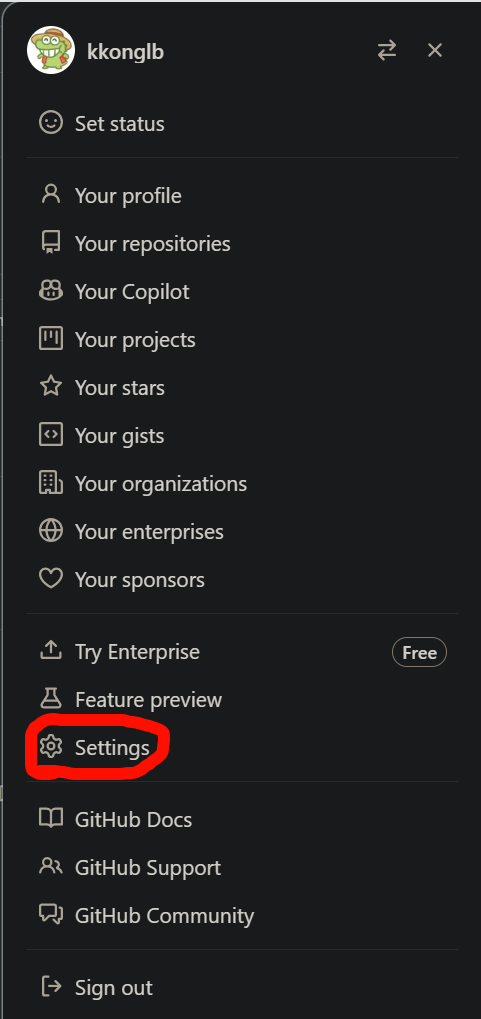 kkonglb
Set status
Your profile
Your repositories
Your Copilot
Your projects
Your stars
Your gists
Your organizations
Your enterprises
Your sponsors
Try Enterprise Free
Feature preview
Settings
GitHub Docs
GitHub Support
GitHub Community
Sign out